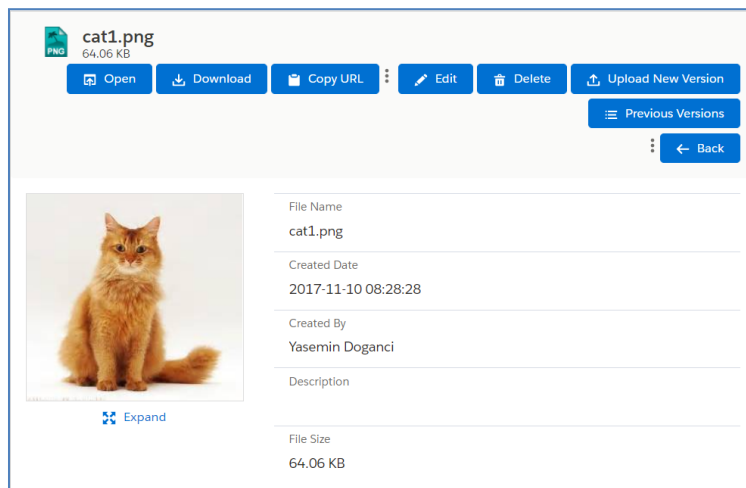 cat1.png
PNG
64.06 KB
Open Download Copy URL Edit Delete Upload New Version
Previous Versions
Back
File Name
cat1.png
Created Date
2017-11-10 08:28:28
Created By
Yasemin Doganci
Description
Expand
File Size
64.06 KB